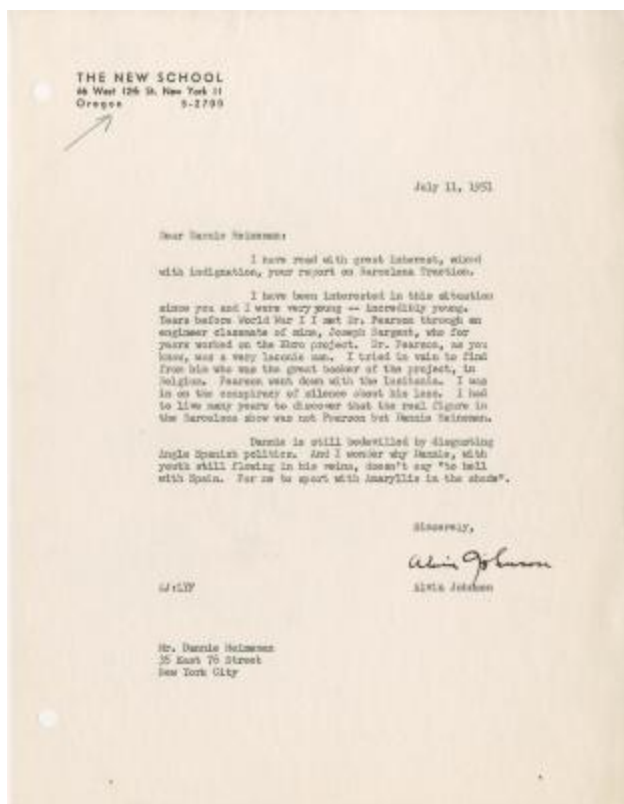 THE NEW SCHOOL
66 West 12th St. New York 11
Oregon 5-2700
July 11, 1951
Dear Dannie Heineman:
I have read with great interest, mixed
with indignation, your report on Barcelona Traction.
I have been interested in this situation
since you and I were very young -- incredibly young.
Years before World War I I met Dr. Pearson through an
engineer classmate of mine, Joseph Sargent, who for
years worked on the Ebro project. Dr. Pearson, as you
know, was a very laconic man. I tried in vain to find
from him who was the great backer of the project, in
Belgium. Pearson went down with the Lusitania. I was
in on the conspiracy of silence about his loss. I had
to live many years to discover that the real figure in
the Barcelona show was not Pearson but Dannie Heineman.
Dannie is still bedevilled by disgusting
Anglo Spanish politics. And I wonder why Dannie, with
youth still flowing in his veins, doesn't say "to hell
with Spain. For me to sport with Amaryllis in the shade".
Sincerely,
Alvin Johnson
AJ:LYF
Alvin Johnson
Mr. Dannie Heineman
35 East 76 Street
New York City